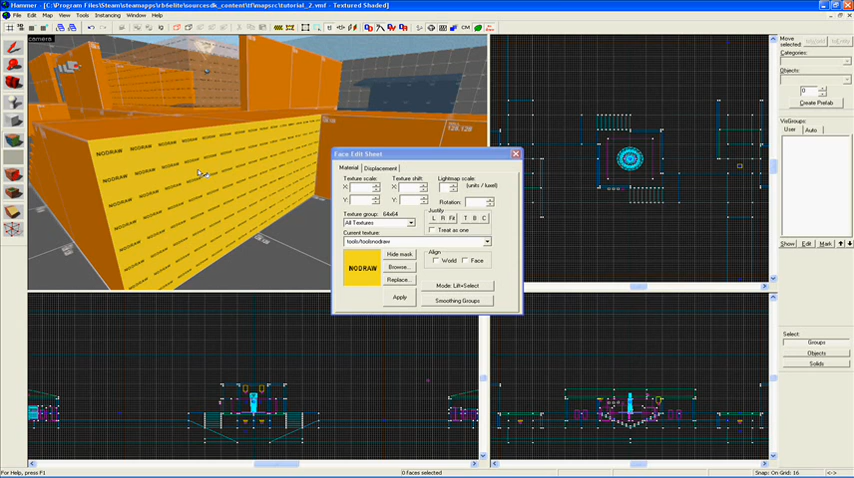 Hammer - [C:\Program Files\Steam\steamapps\rb6elite\sourcesdk_content\tf\mapsrc\tutorial_2.vmf - Textured Shaded]
File Edit Map View Tools Instancing Window Help
camera
NODRAW
Face Edit Sheet
Material Displacement
Texture scale: Texture shift: Lightmap scale:
X: X: (units / luxel)
Y: Y: Rotation:
Texture group: 64x64 Justify
All Textures L R Fit T B C
Current texture: Treat as one
tools/toolsnodraw
Align
Hide mask World Face
NODRAW Browse...
Replace... Mode: Lift+Select
Apply Smoothing Groups
Move
selected:
Categories:
Objects:
0
Create Prefab
VisGroups:
User Auto
Show Edit Mark
Select:
Groups
Objects
Solids
For Help, press F1
0 faces selected
Snap: On Grid: 16